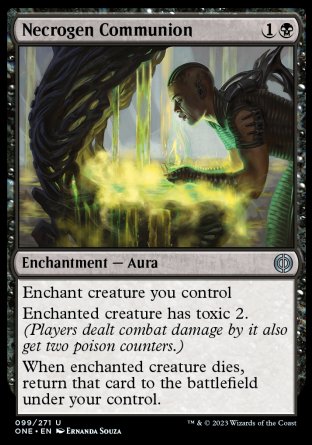 Necrogen Communion 1
Enchantment — Aura
Enchant creature you control
Enchanted creature has toxic 2.
(Players dealt combat damage by it also
get two poison counters.)
When enchanted creature dies,
return that card to the battlefield
under your control.
099/271 U
ONE • EN Ernanda Souza
™ & © 2023 Wizards of the Coast